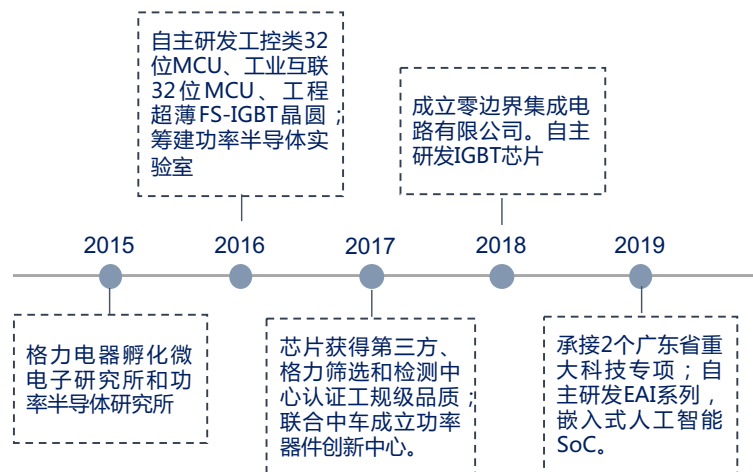 自主研发工控类32
位MCU、工业互联
32位MCU、工程
超薄FS-IGBT晶圆；
筹建功率半导体实
验室
成立零边界集成电
路有限公司。自主
研发IGBT芯片
2015
2016
2017
2018
2019
格力电器孵化微
电子研究所和功
率半导体研究所
芯片获得第三方、
格力筛选和检测中
心认证工规级品质；
联合中车成立功率
器件创新中心。
承接2个广东省重
大科技专项；自
主研发EAI系列，
嵌入式人工智能
SoC。